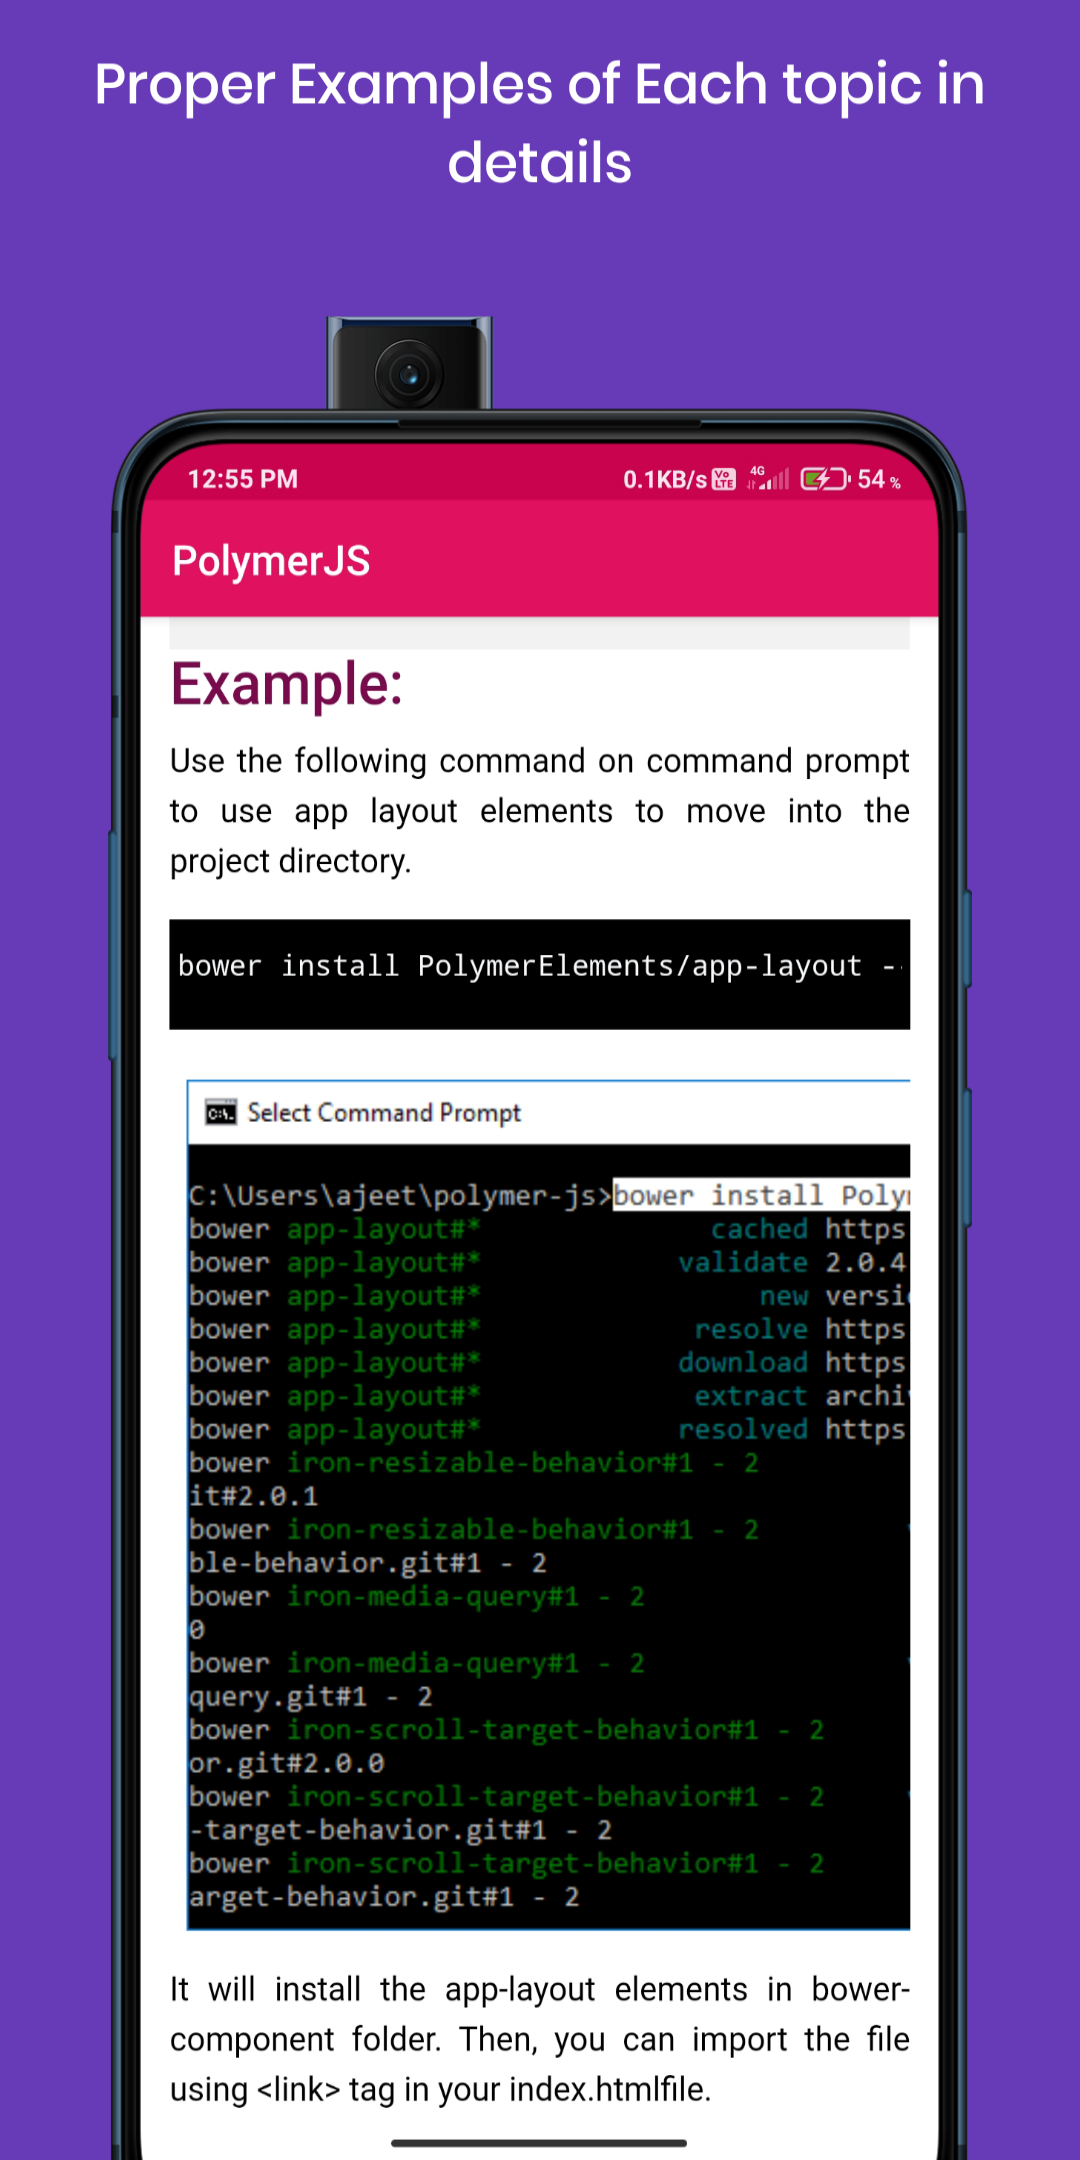 Proper Examples of Each topic in
details
12:55 PM 0.1KB/s Vo LTE 4G 54 %
PolymerJS
Example:
Use the following command on command prompt
to use app layout elements to move into the
project directory.
bower install PolymerElements/app-layout -
C:\. Select Command Prompt
C:\Users\ajeet\polymer-js>bower install Poly
bower app-layout#* cached https
bower app-layout#* validate 2.0.4
bower app-layout#* new versi
bower app-layout#* resolve https
bower app-layout#* download https
bower app-layout#* extract archi
bower app-layout#* resolved https
bower iron-resizable-behavior#1 - 2
it#2.0.1
bower iron-resizable-behavior#1 - 2
ble-behavior.git#1 - 2
bower iron-media-query#1 - 2
0
bower iron-media-query#1 - 2
query.git#1 - 2
bower iron-scroll-target-behavior#1 - 2
or.git#2.0.0
bower iron-scroll-target-behavior#1 - 2
-target-behavior.git#1 - 2
bower iron-scroll-target-behavior#1 - 2
arget-behavior.git#1 - 2
It will install the app-layout elements in bower-
component folder. Then, you can import the file
using <link> tag in your index.htmlfile.